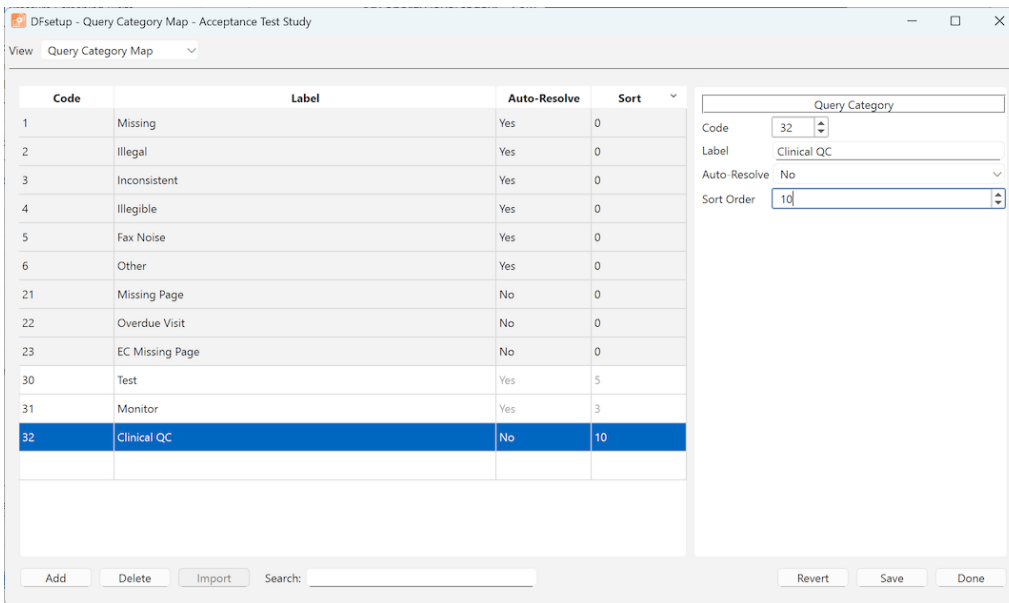 DFsetup - Query Category Map - Acceptance Test Study
View Query Category Map
Code Label Auto-Resolve Sort
1 Missing Yes 0
2 Illegal Yes 0
3 Inconsistent Yes 0
4 Illegible Yes 0
5 Fax Noise Yes 0
6 Other Yes 0
21 Missing Page No 0
22 Overdue Visit No 0
23 EC Missing Page No 0
30 Test Yes 5
31 Monitor Yes 3
32 Clinical QC No 10
Query Category
Code 32
Label Clinical QC
Auto-Resolve No
Sort Order 10
Add Delete Import Search: Revert Save Done